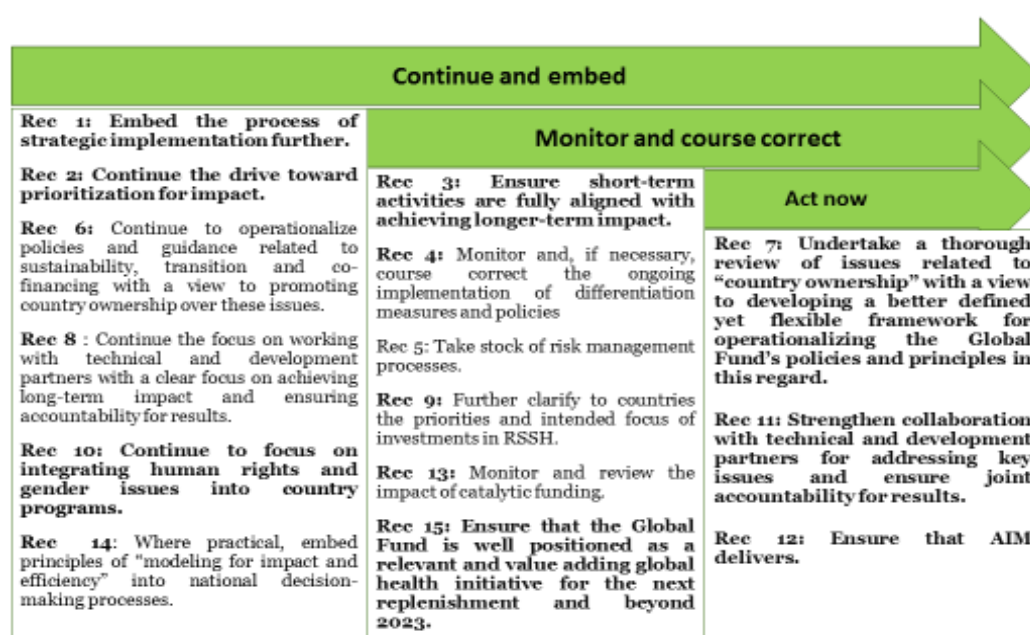 Continue and embed
Rec 1: Embed the process of
strategic implementation further.
Rec 2: Continue the drive toward
prioritization for impact.
Rec 6: Continue to operationalize
policies and guidance related to
sustainability, transition and co-
financing with a view to promoting
country ownership over these issues.
Rec 8 : Continue the focus on working
with technical and development
partners with a clear focus on achieving
long-term impact and ensuring
accountability for results.
Rec 10: Continue to focus on
integrating human rights and
gender issues into country
programs.
Rec 14: Where practical, embed
principles of “modeling for impact and
efficiency” into national decision-
making processes.
Monitor and course correct
Rec 3: Ensure short-term
activities are fully aligned with
achieving longer-term impact.
Rec 4: Monitor and, if necessary,
course correct the ongoing
implementation of differentiation
measures and policies
Rec 5: Take stock of risk management
processes.
Rec 9: Further clarify to countries
the priorities and intended focus of
investments in RSSH.
Rec 13: Monitor and review the
impact of catalytic funding.
Rec 15: Ensure that the Global
Fund is well positioned as a
relevant and value adding global
health initiative for the next
replenishment and beyond
2023.
Act now
Rec 7: Undertake a thorough
review of issues related to
“country ownership” with a view
to developing a better defined
yet flexible framework for
operationalizing the Global
Fund’s policies and principles in
this regard.
Rec 11: Strengthen collaboration
with technical and development
partners for addressing key
issues and ensure joint
accountability for results.
Rec 12: Ensure that AIM
delivers.